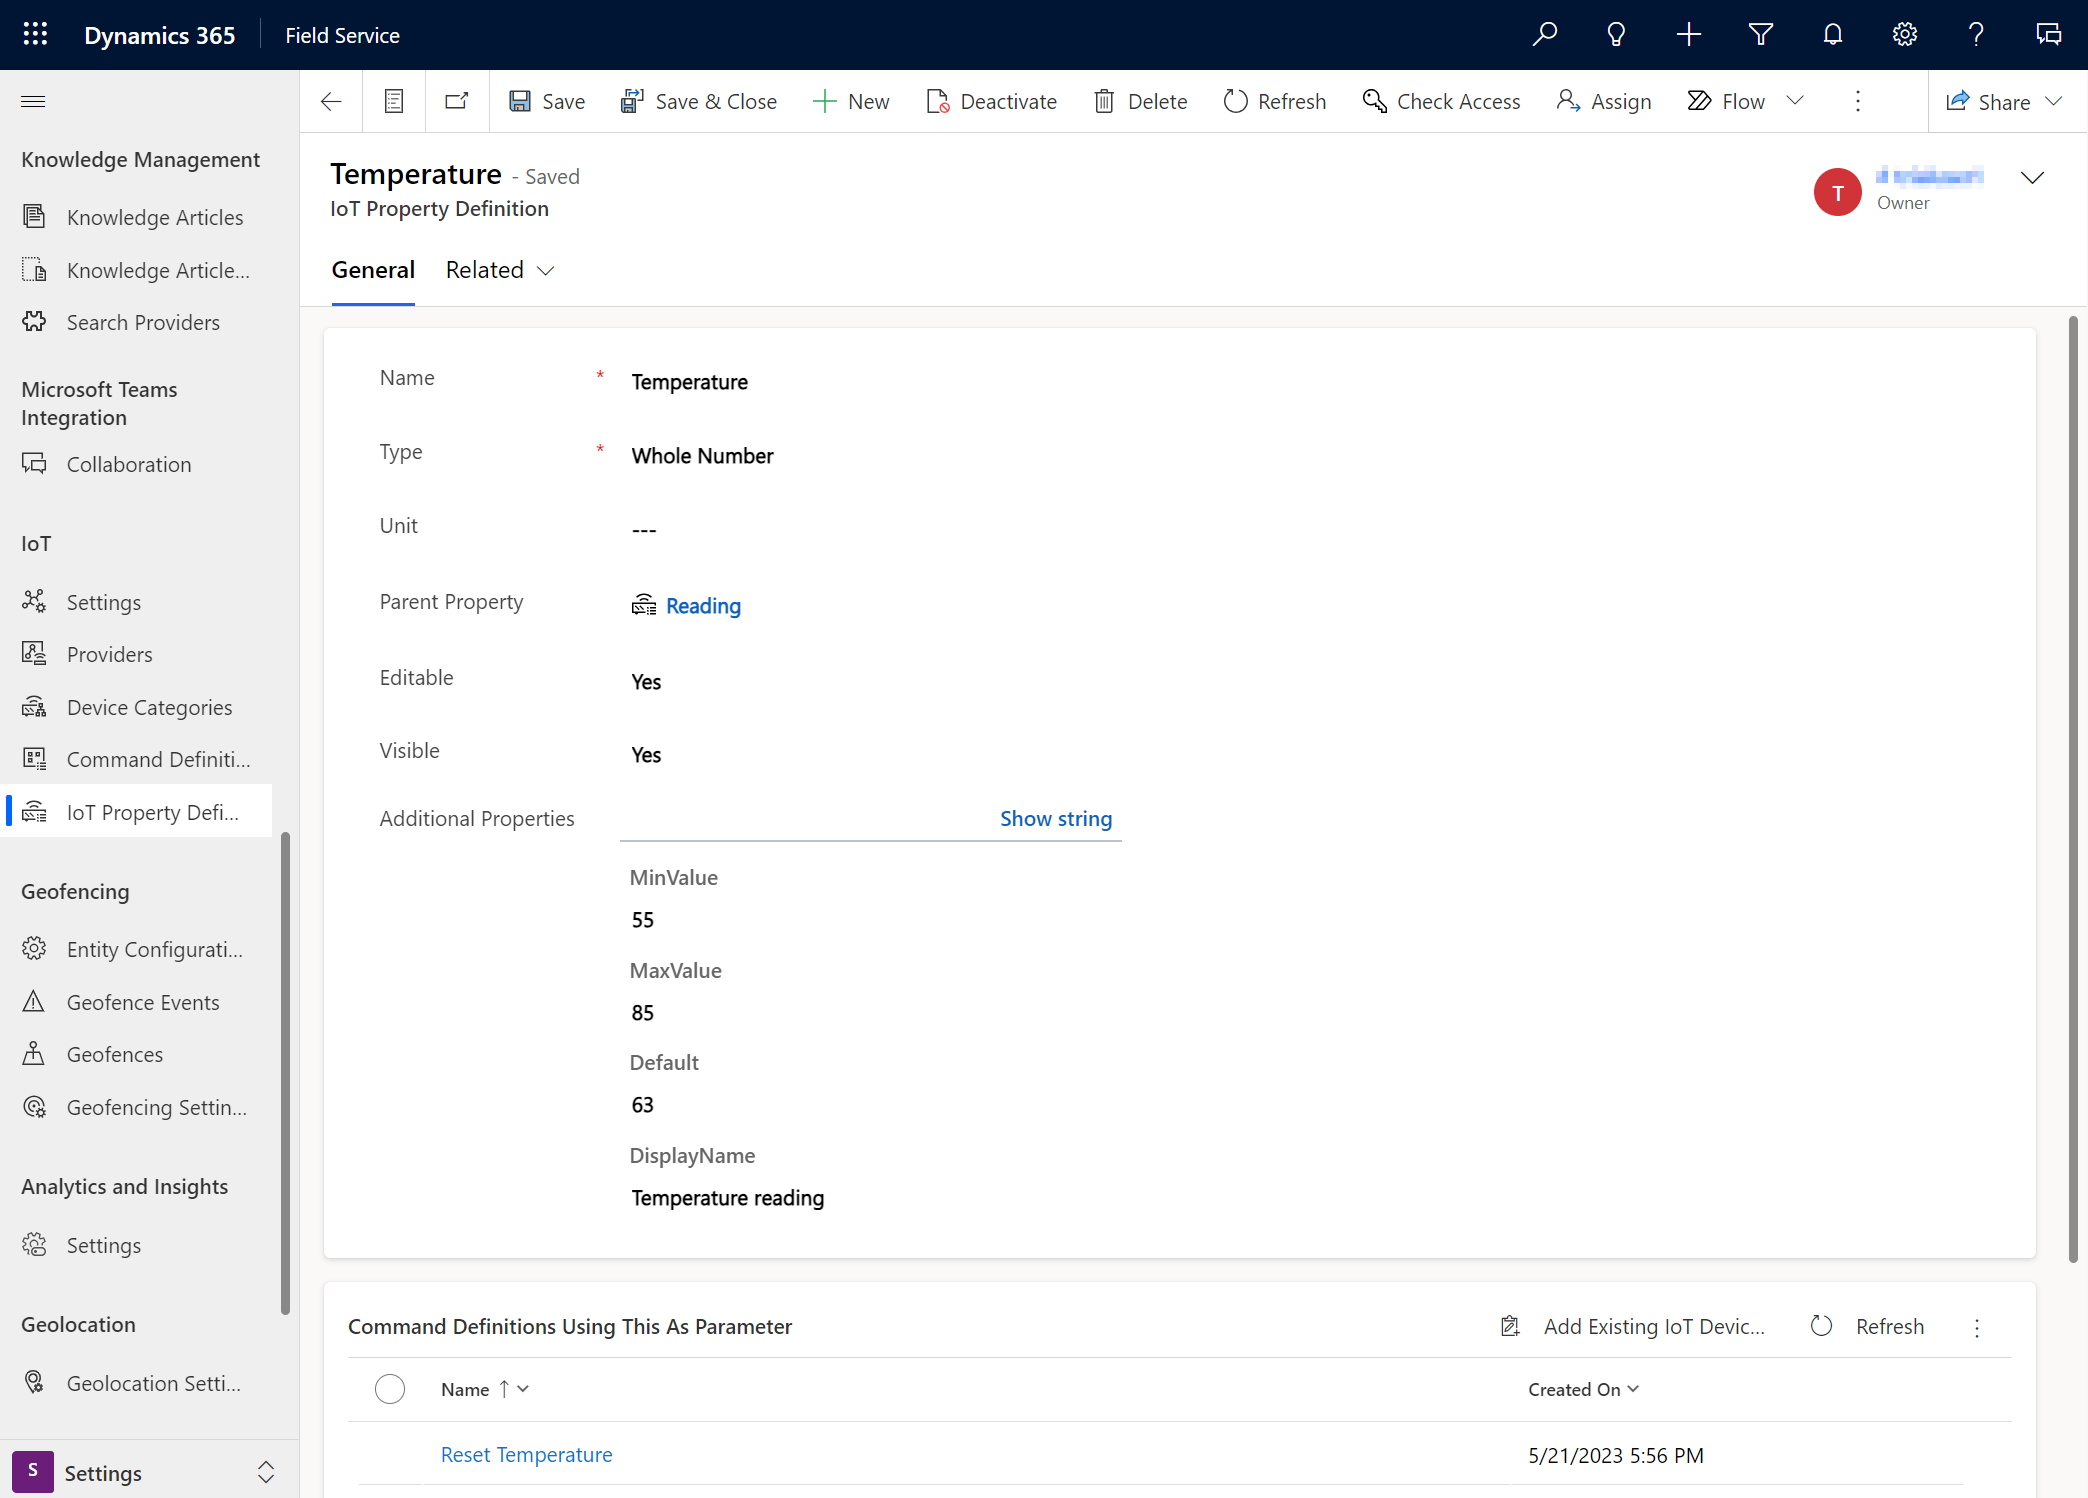 Dynamics 365
Field Service
Save
Save & Close
New
Deactivate
Delete
Refresh
Check Access
Assign
Flow
Share
Knowledge Management
Knowledge Articles
Knowledge Article...
Search Providers
Microsoft Teams
Integration
Collaboration
IoT
Settings
Providers
Device Categories
Command Definiti...
IoT Property Defi...
Geofencing
Entity Configurati...
Geofence Events
Geofences
Geofencing Settin...
Analytics and Insights
Settings
Geolocation
Geolocation Setti...
S
Settings
Temperature - Saved
IoT Property Definition
T
Owner
General
Related
Name *
Temperature
Type *
Whole Number
Unit
---
Parent Property
Reading
Editable
Yes
Visible
Yes
Additional Properties
Show string
MinValue
55
MaxValue
85
Default
63
DisplayName
Temperature reading
Command Definitions Using This As Parameter
Add Existing IoT Devic...
Refresh
Name
Created On
Reset Temperature
5/21/2023 5:56 PM